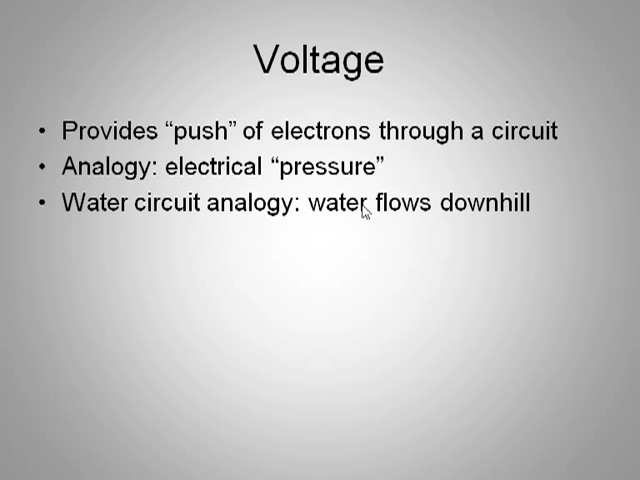 Voltage
• Provides “push” of electrons through a circuit
• Analogy: electrical “pressure”
• Water circuit analogy: water flows downhill